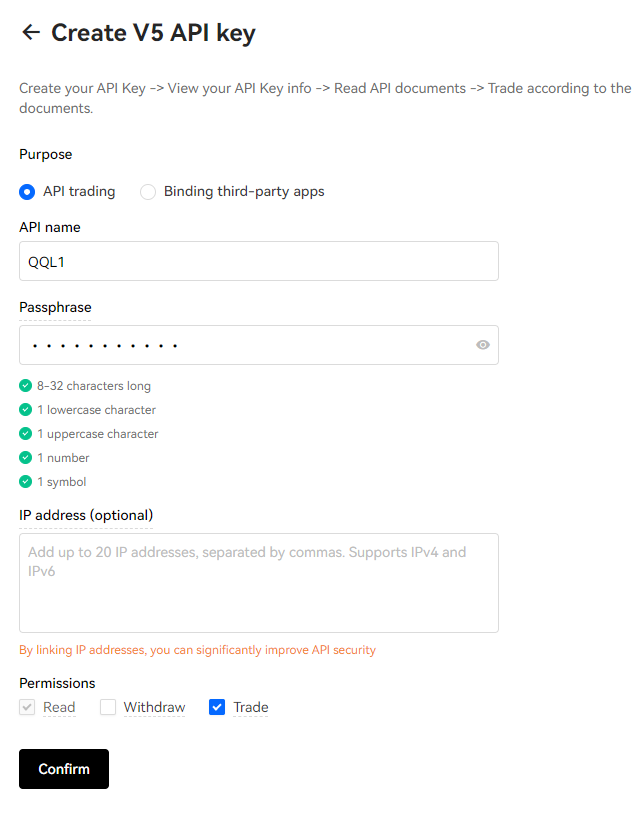 Create V5 API key
Create your API Key -> View your API Key info -> Read API documents -> Trade according to the
documents.
Purpose
API trading Binding third-party apps
API name
QQL1
Passphrase
• • • • • • • • • • •
8-32 characters long
1 lowercase character
1 uppercase character
1 number
1 symbol
IP address (optional)
Add up to 20 IP addresses, separated by commas. Supports IPv4 and
IPv6
By linking IP addresses, you can significantly improve API security
Permissions
Read Withdraw Trade
Confirm